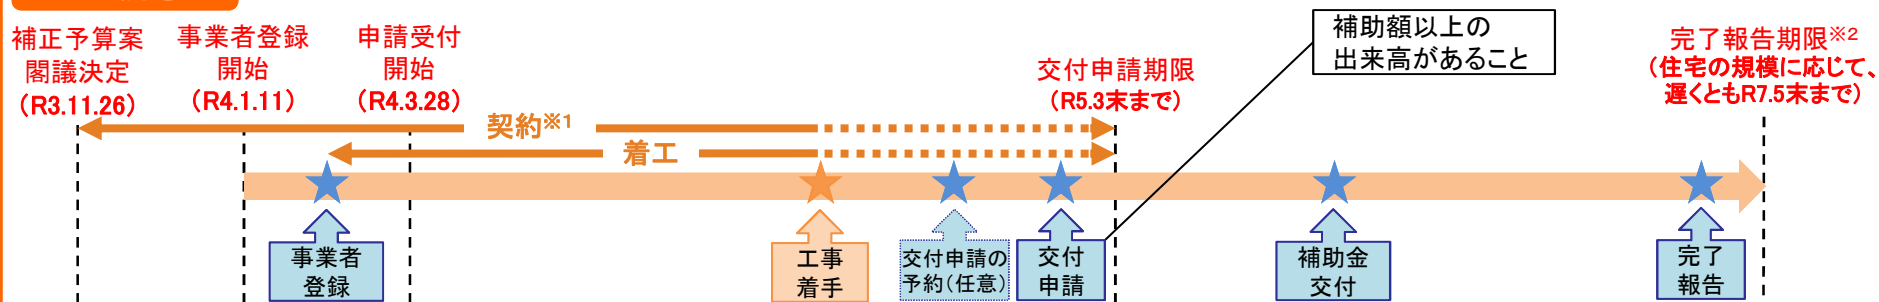 補正予算案
閣議決定
(R3.11.26)
事業者登録
開始
(R4.1.11)
申請受付
開始
(R4.3.28)
交付申請期限
(R5.3末まで)
補助額以上の
出来高があること
完了報告期限※2
(住宅の規模に応じて、
遅くともR7.5末まで)
契約※1
着工
事業者
登録
工事
着手
交付申請の
予約(任意)
交付
申請
補助金
交付
完了
報告